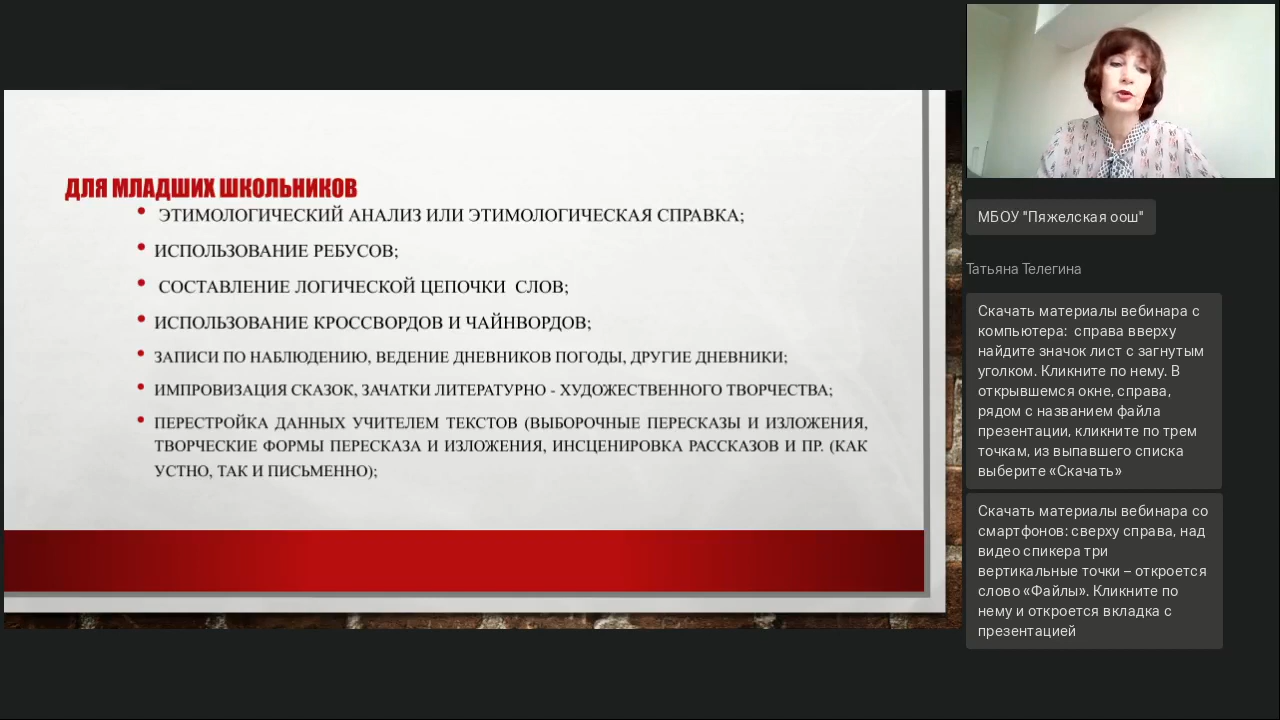 ДЛЯ МЛАДШИХ ШКОЛЬНИКОВ
• ЭТИМОЛОГИЧЕСКИЙ АНАЛИЗ ИЛИ ЭТИМОЛОГИЧЕСКАЯ СПРАВКА;
• ИСПОЛЬЗОВАНИЕ РЕБУСОВ;
• СОСТАВЛЕНИЕ ЛОГИЧЕСКОЙ ЦЕПОЧКИ СЛОВ;
• ИСПОЛЬЗОВАНИЕ КРОССВОРДОВ И ЧАЙНВОРДОВ;
• ЗАПИСИ ПО НАБЛЮДЕНИЮ, ВЕДЕНИЕ ДНЕВНИКОВ ПОГОДЫ, ДРУГИЕ ДНЕВНИКИ;
• ИМПРОВИЗАЦИЯ СКАЗОК, ЗАЧАТКИ ЛИТЕРАТУРНО - ХУДОЖЕСТВЕННОГО ТВОРЧЕСТВА;
• ПЕРЕСТРОЙКА ДАННЫХ УЧИТЕЛЕМ ТЕКСТОВ (ВЫБОРОЧНЫЕ ПЕРЕСКАЗЫ И ИЗЛОЖЕНИЯ,
ТВОРЧЕСКИЕ ФОРМЫ ПЕРЕСКАЗА И ИЗЛОЖЕНИЯ, ИНСЦЕНИРОВКА РАССКАЗОВ И ПР. (КАК
УСТНО, ТАК И ПИСЬМЕННО);
МБОУ "Пяжелская оош"
Татьяна Телегина
Скачать материалы вебинара с
компьютера: справа вверху
найдите значок лист с загнутым
уголком. Кликните по нему. В
открывшемся окне, справа,
рядом с названием файла
презентации, кликните по трем
точкам, из выпавшего списка
выберите «Скачать»
Скачать материалы вебинара со
смартфонов: сверху справа, над
видео спикера три
вертикальные точки – откроется
слово «Файлы». Кликните по
нему и откроется вкладка с
презентацией